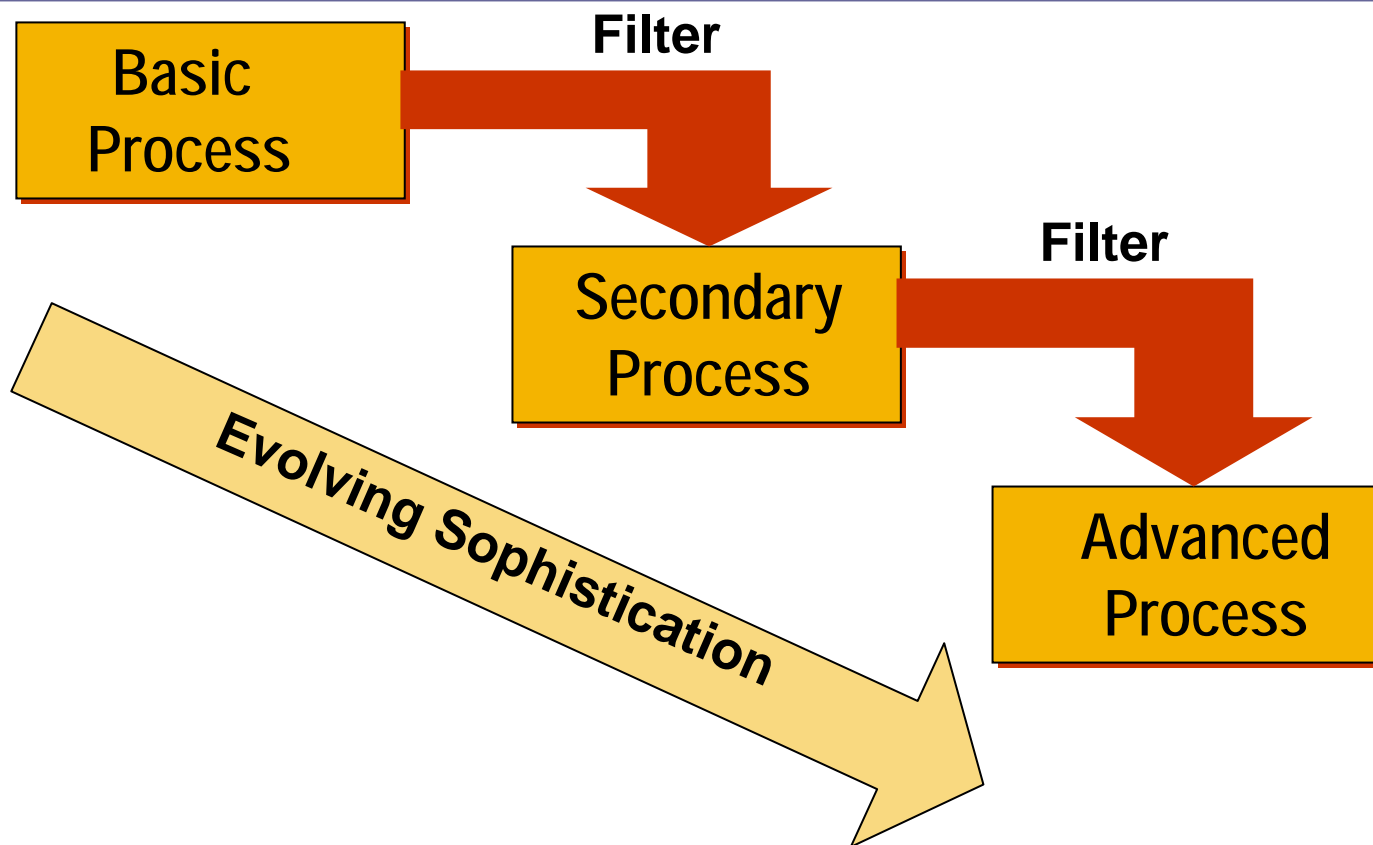 Filter
Basic
Process
Filter
Secondary
Process
Evolving Sophistication
Advanced
Process